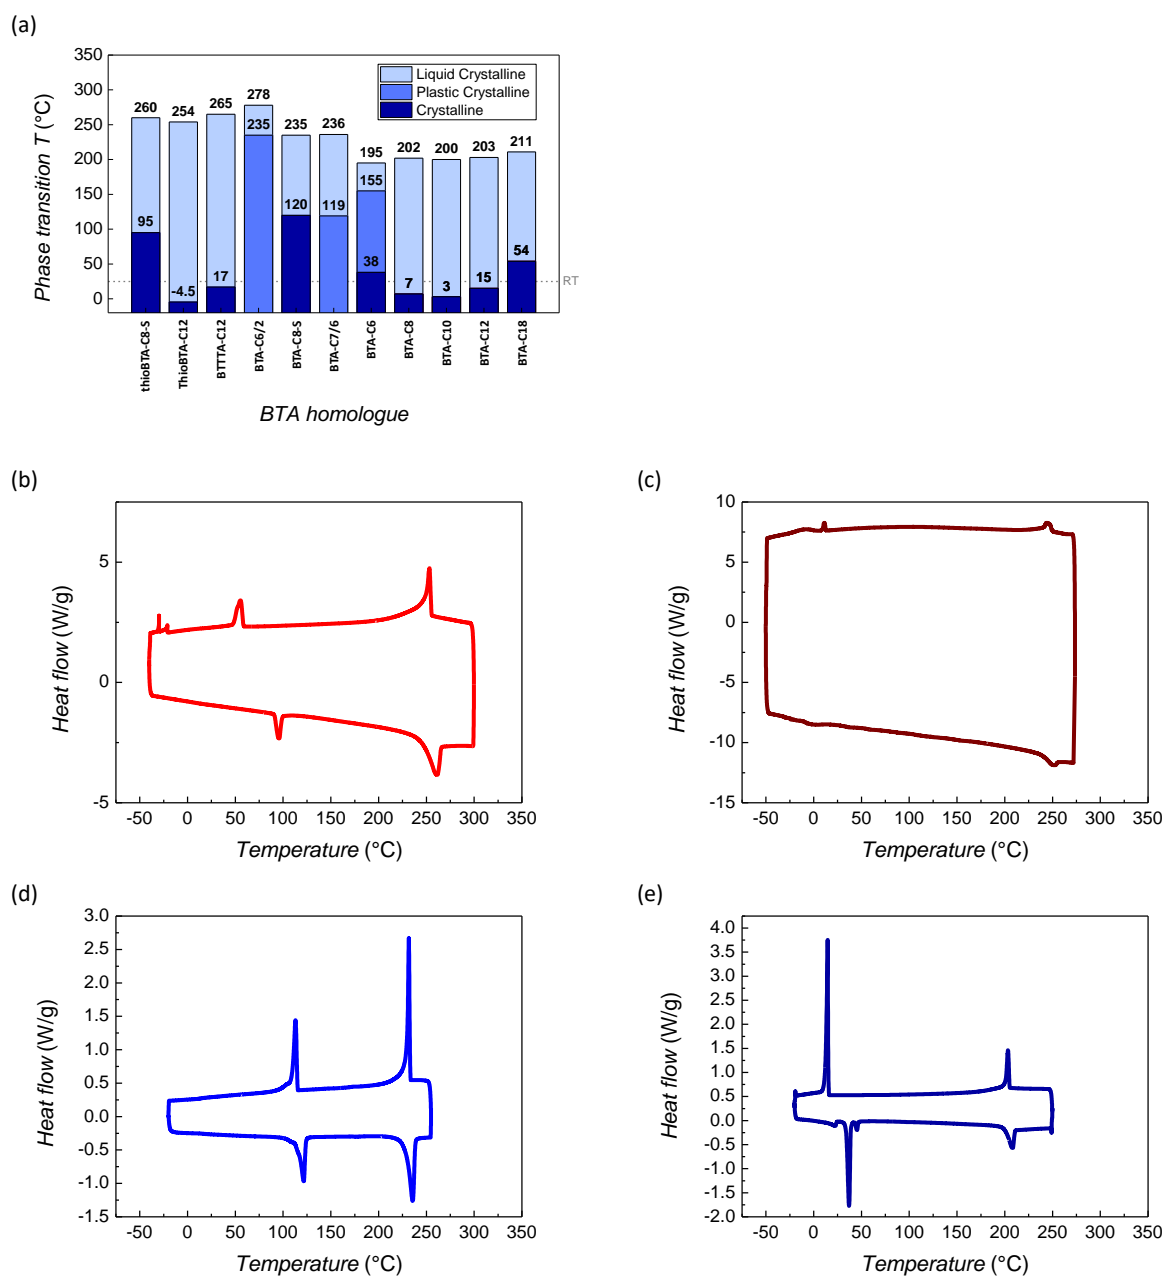 (a)
350
300
250
200
150
100
50
0
Phase transition T (°C)
Liquid Crystalline
Plastic Crystalline
Crystalline
260
254
265
278
235
235
236
195
202
200
203
211
95
-4.5
17
120
119
155
38
7
3
15
54
RT
thioBTA-C8-S
ThioBTA-C12
BTTTA-C12
BTA-C6/2
BTA-C8-S
BTA-C7/6
BTA-C6
BTA-C8
BTA-C10
BTA-C12
BTA-C18
BTA homologue
(b)
5
0
-5
Heat flow (W/g)
-50 0 50 100 150 200 250 300 350
Temperature (°C)
(c)
10
5
0
-5
-10
-15
Heat flow (W/g)
-50 0 50 100 150 200 250 300 350
Temperature (°C)
(d)
3.0
2.5
2.0
1.5
1.0
0.5
0.0
-0.5
-1.0
-1.5
Heat flow (W/g)
-50 0 50 100 150 200 250 300 350
Temperature (°C)
(e)
4.0
3.5
3.0
2.5
2.0
1.5
1.0
0.5
0.0
-0.5
-1.0
-1.5
-2.0
Heat flow (W/g)
-50 0 50 100 150 200 250 300 350
Temperature (°C)